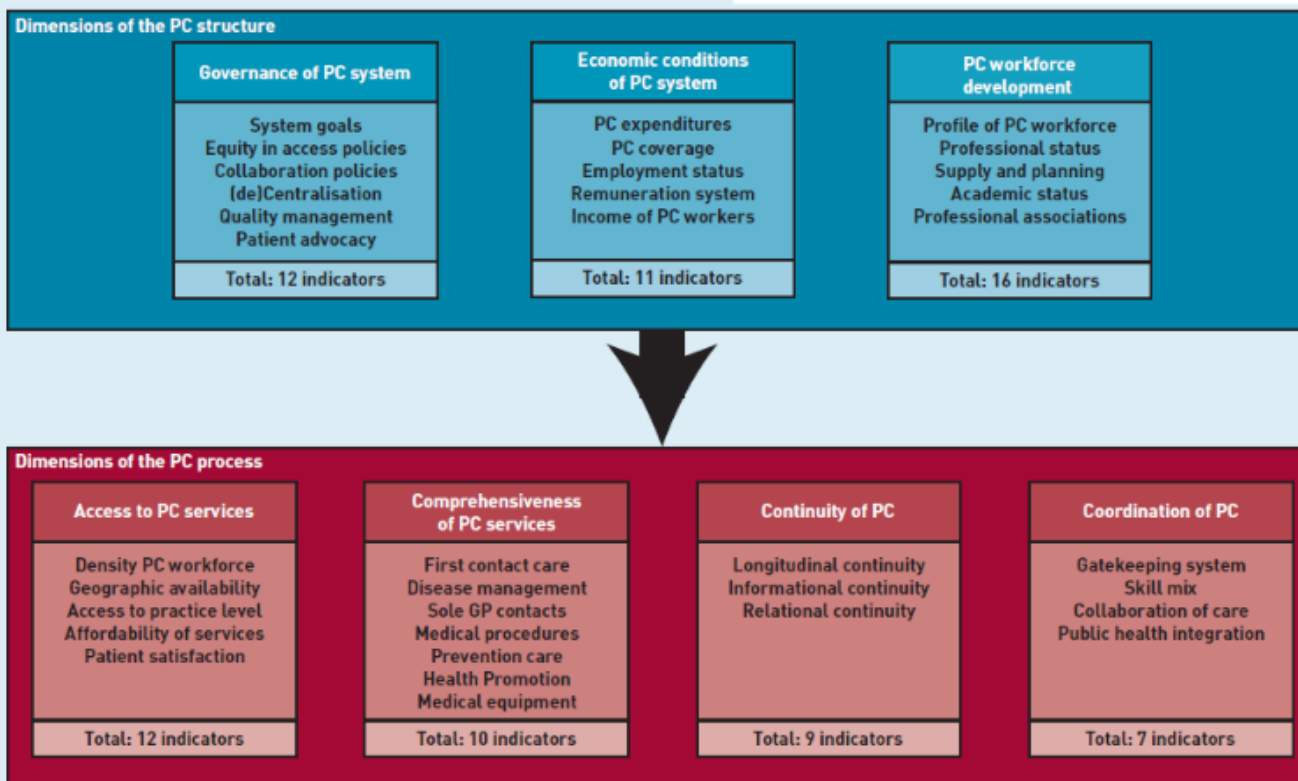 Dimensions of the PC structure
Governance of PC system
System goals
Equity in access policies
Collaboration policies
(de)Centralisation
Quality management
Patient advocacy
Total: 12 indicators
Economic conditions
of PC system
PC expenditures
PC coverage
Employment status
Remuneration system
Income of PC workers
Total: 11 indicators
PC workforce
development
Profile of PC workforce
Professional status
Supply and planning
Academic status
Professional associations
Total: 16 indicators
Dimensions of the PC process
Access to PC services
Density PC workforce
Geographic availability
Access to practice level
Affordability of services
Patient satisfaction
Total: 12 indicators
Comprehensiveness
of PC services
First contact care
Disease management
Sole GP contacts
Medical procedures
Prevention care
Health Promotion
Medical equipment
Total: 10 indicators
Continuity of PC
Longitudinal continuity
Informational continuity
Relational continuity
Total: 9 indicators
Coordination of PC
Gatekeeping system
Skill mix
Collaboration of care
Public health integration
Total: 7 indicators